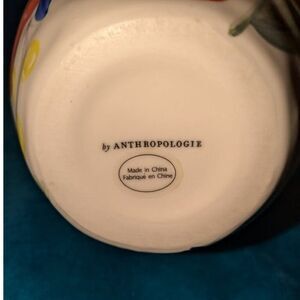 by ANTHROPOLOGIE
Made in China
Fabriqué en Chine